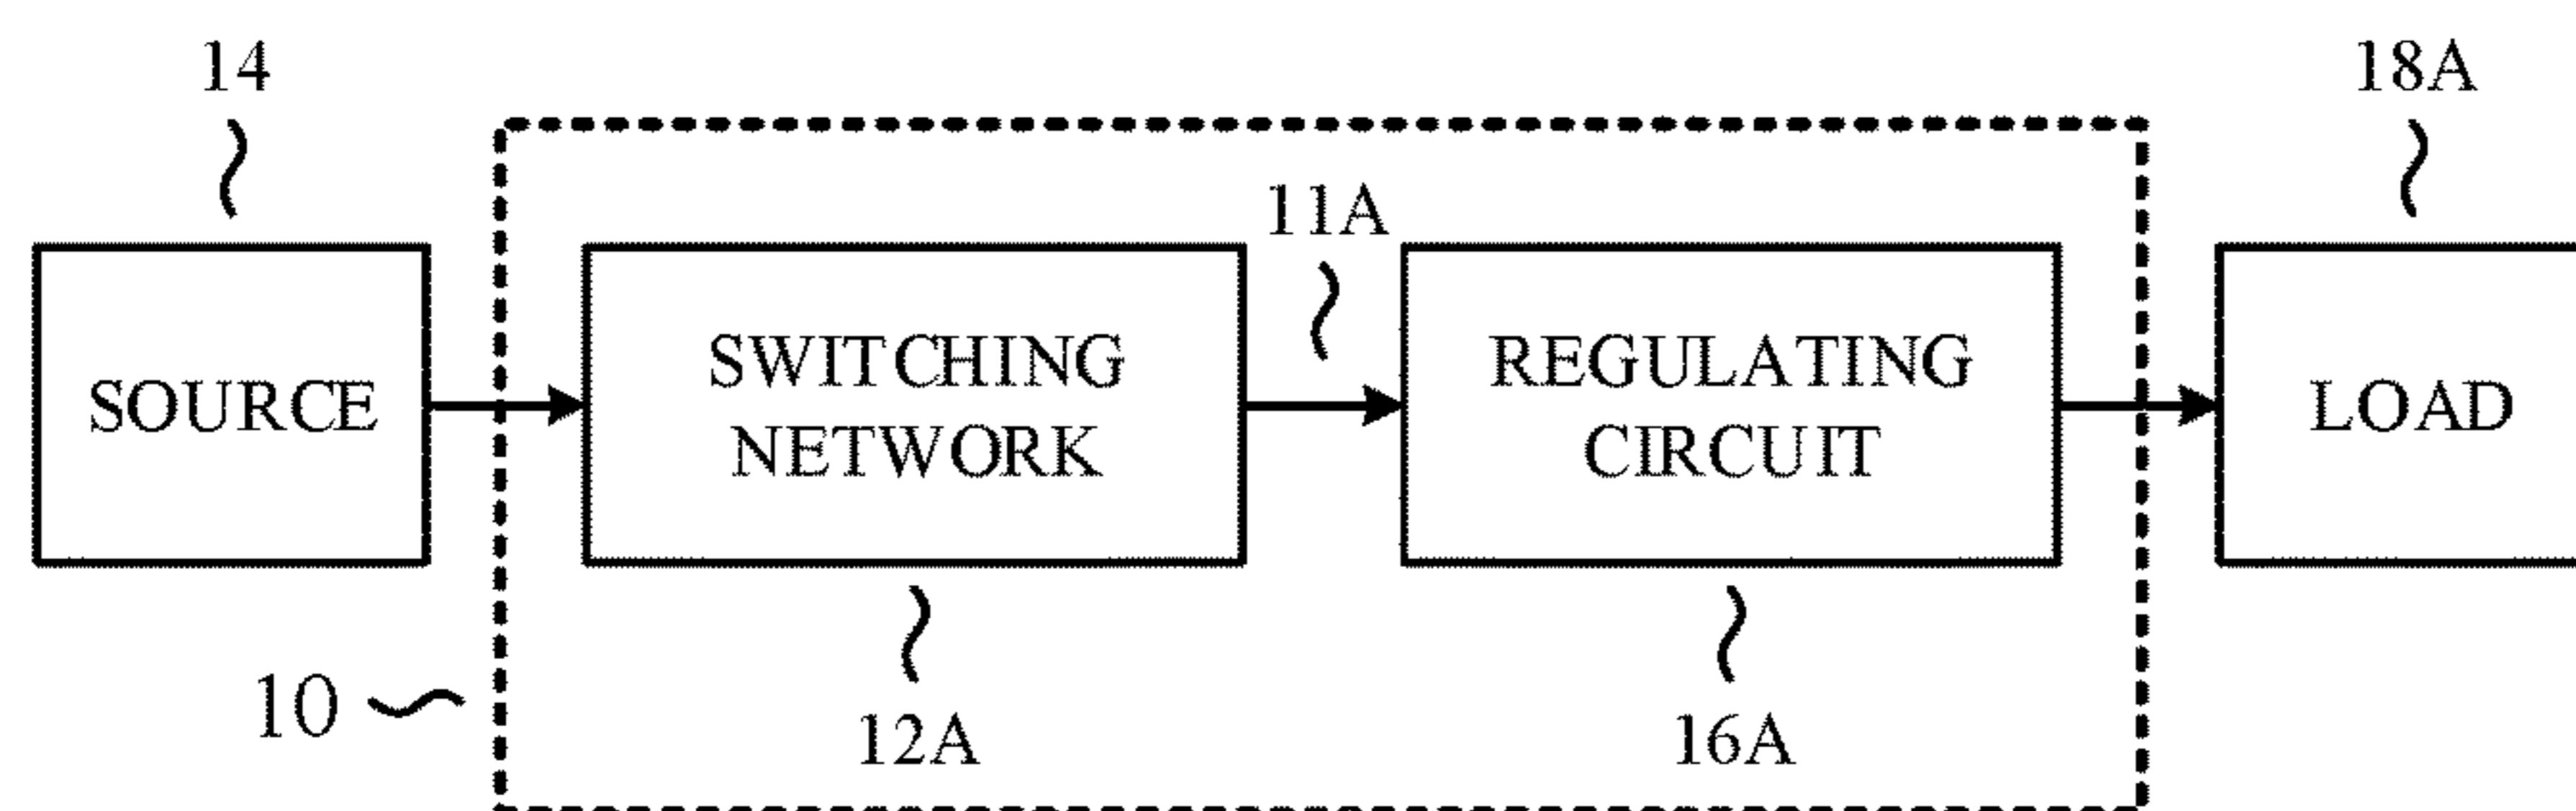 14
18A
11A
SOURCE
SWITCHING
NETWORK
REGULATING
CIRCUIT
LOAD
10
12A
16A